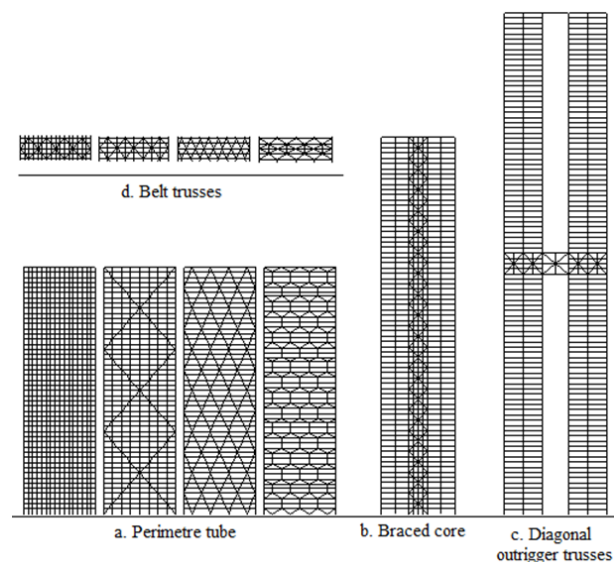 d. Belt trusses
a. Perimetre tube
b. Braced core
c. Diagonal
outrigger trusses